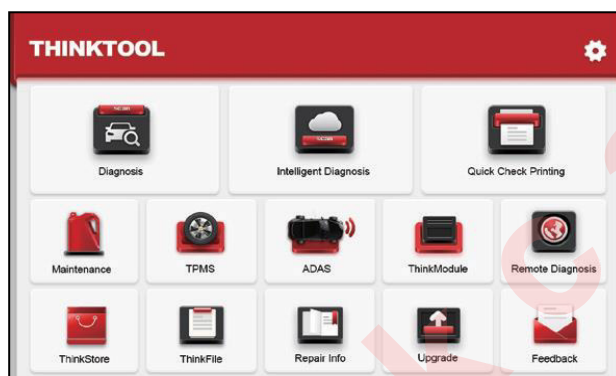 THINKTOOL
Diagnosis
Intelligent Diagnosis
Quick Check Printing
Maintenance
TPMS
ADAS
ThinkModule
Remote Diagnosis
ThinkStore
ThinkFile
Repair Info
Upgrade
Feedback